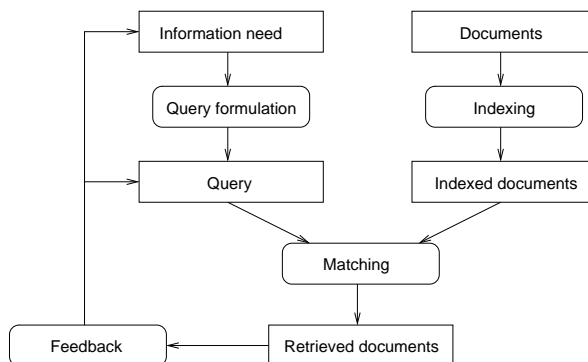 Information need
Documents
Query formulation
Indexing
Query
Indexed documents
Matching
Feedback
Retrieved documents